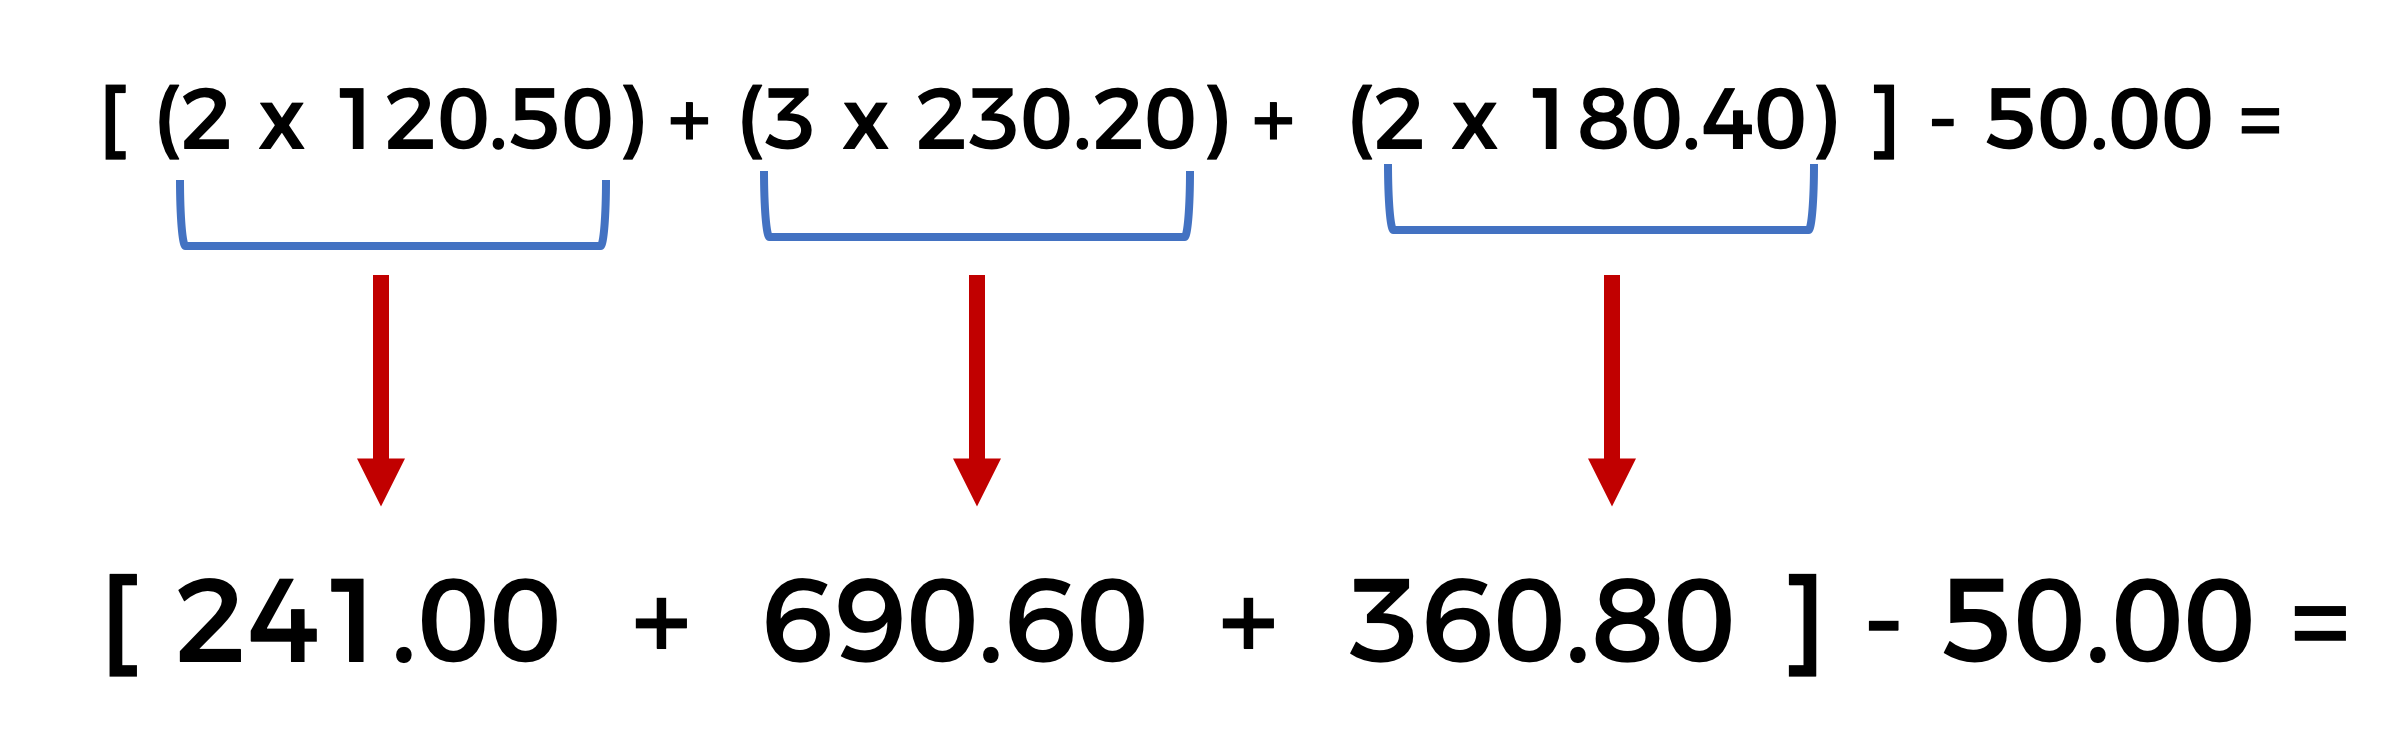 [ (2 x 120.50) + (3 x 230.20) + (2 x 180.40) ] - 50.00 =
[ 241.00 + 690.60 + 360.80 ] - 50.00 =